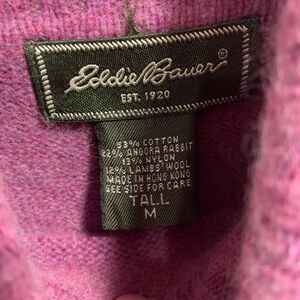 Eddie Bauer®
EST. 1920
53% COTTON
22% ANGORA RABBIT
13% NYLON
12% LAMBS' WOOL
MADE IN HONG KONG
SEE SIDE FOR CARE
TALL
M